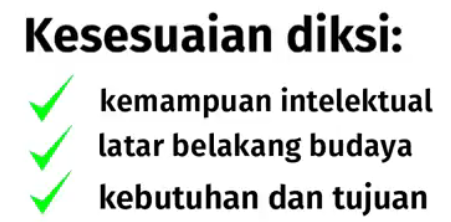 Kesesuaian diksi:
kemampuan intelektual
latar belakang budaya
kebutuhan dan tujuan